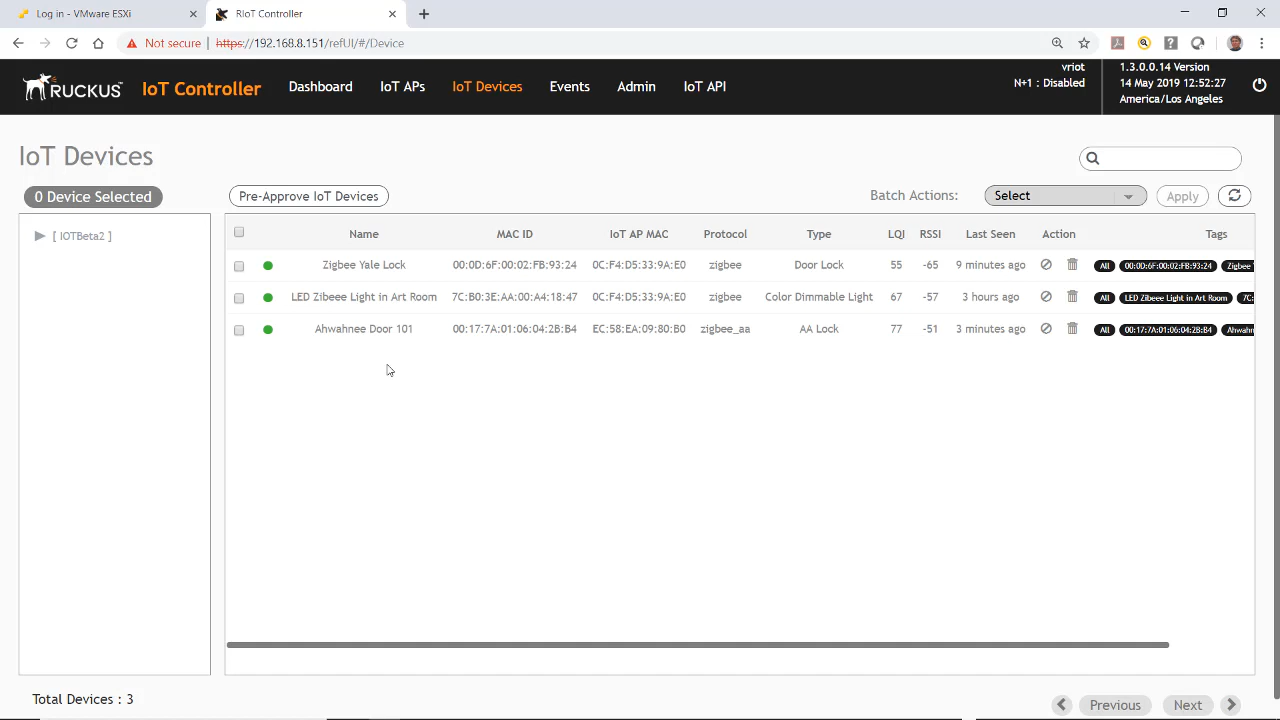 Log in - VMware ESXi
RIoT Controller
Not secure
https://192.168.8.151/refUI/#/Device
RUCKUS™
IoT Controller
Dashboard
IoT APs
IoT Devices
Events
Admin
IoT API
vriot
N+1 : Disabled
1.3.0.0.14 Version
14 May 2019 12:52:27
America/Los Angeles
IoT Devices
0 Device Selected
Pre-Approve IoT Devices
Batch Actions:
Select
Apply
[ IOTBeta2 ]
Name MAC ID IoT AP MAC Protocol Type LQI RSSI Last Seen Action Tags
Zigbee Yale Lock 00:0D:6F:00:02:FB:93:24 0C:F4:D5:33:9A:E0 zigbee Door Lock 55 -65 9 minutes ago All 00:0D:6F:00:02:FB:93:24 Zigbee
LED Zibeee Light in Art Room 7C:B0:3E:AA:00:A4:18:47 0C:F4:D5:33:9A:E0 zigbee Color Dimmable Light 67 -57 3 hours ago All LED Zibeee Light in Art Room 7C:
Ahwahnee Door 101 00:17:7A:01:06:04:2B:B4 EC:58:EA:09:80:B0 zigbee_aa AA Lock 77 -51 3 minutes ago All 00:17:7A:01:06:04:2B:B4 Ahwahn
Total Devices : 3
Previous
Next